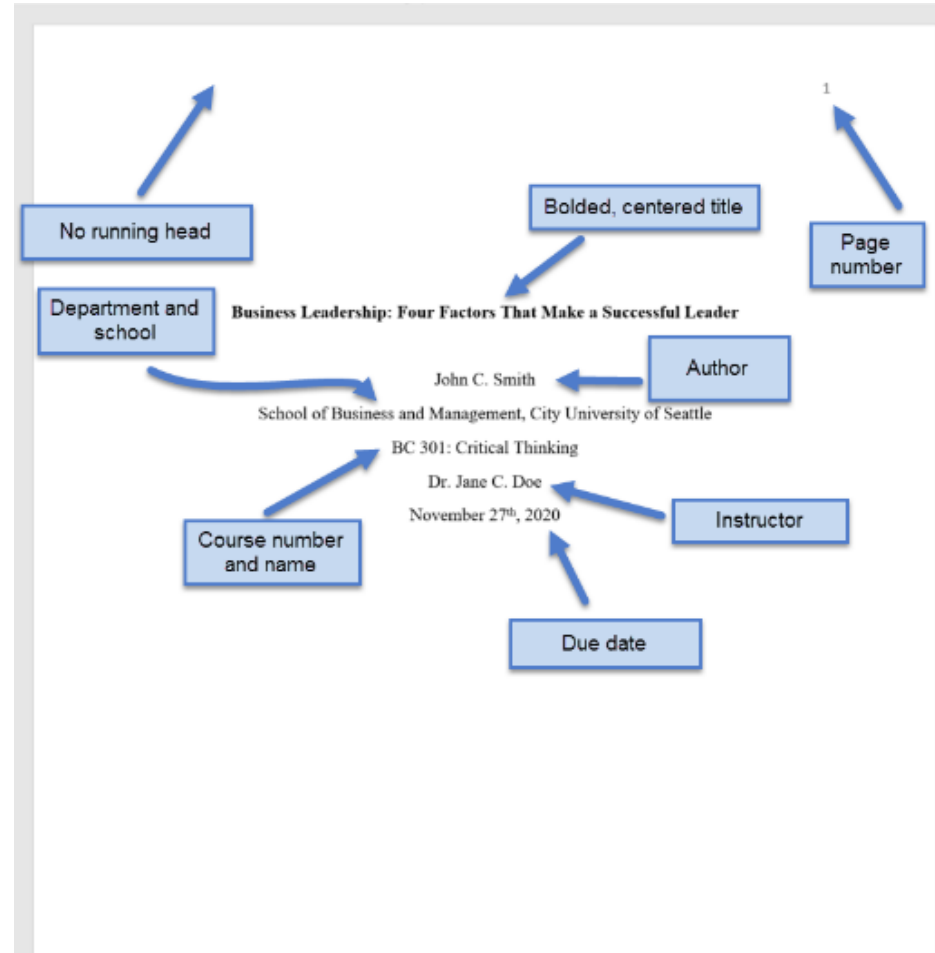 1
No running head
Bolded, centered title
Page
number
Department and
school
Business Leadership: Four Factors That Make a Successful Leader
Author
John C. Smith
School of Business and Management, City University of Seattle
BC 301: Critical Thinking
Dr. Jane C. Doe
November 27th, 2020
Instructor
Course number
and name
Due date